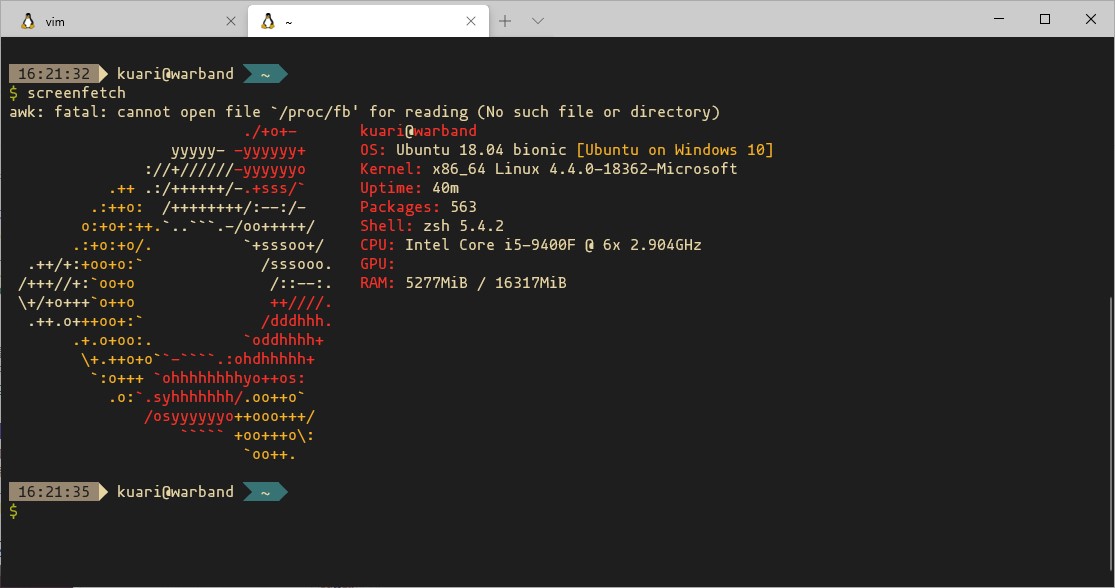 vim
~
16:21:32 kuari@warband ~
$ screenfetch
awk: fatal: cannot open file `/proc/fb' for reading (No such file or directory)
./+o+- kuari@warband
yyyyy- -yyyyyy+ OS: Ubuntu 18.04 bionic [Ubuntu on Windows 10]
://+//////-yyyyyyo Kernel: x86_64 Linux 4.4.0-18362-Microsoft
.++ .:/++++++/-.+sss/` Uptime: 40m
.:++o: /++++++++/:--:/- Packages: 563
o:+o+:++.`..```.-/oo+++++/ Shell: zsh 5.4.2
.:+o:+o/. `+sssoo+/ CPU: Intel Core i5-9400F @ 6x 2.904GHz
.++/+:+oo+o:` /sssooo. GPU:
/+++//+:`oo+o /::--:. RAM: 5277MiB / 16317MiB
\+/+o+++`o++o ++////.
.++.o+++oo+:` /dddhhh.
.+.o+oo:. `oddhhhh+
\+.++o+o``-````.:ohdhhhhh+
`:o+++ `ohhhhhhhhyo++os:
.o:`.syhhhhhhh/.oo++o`
/osyyyyyyo++ooo+++/
````` +oo+++o\:
`oo++.
16:21:35 kuari@warband ~
$